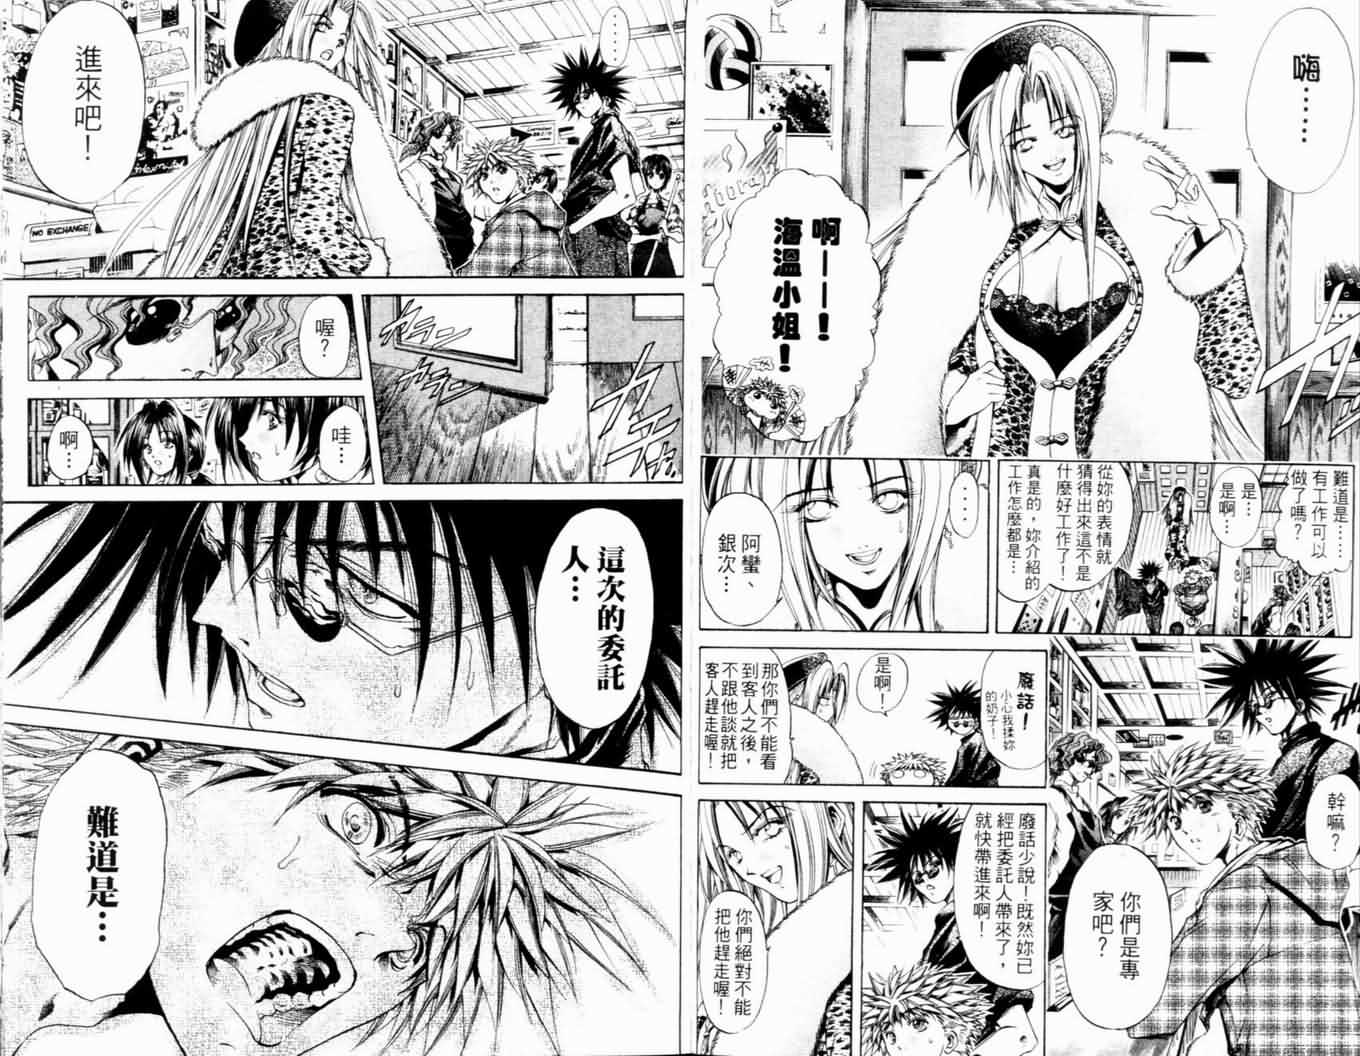 嗨……
啊——！
海溫小姐！
難道是……
有工作可以
做了嗎？
是…
是啊…
從妳的表情就
猜得出來這不是
什麼好工作了！
真是的，妳介紹的
工作怎麼都是…
…
阿蠻、
銀次…
幹嘛？
你們是專
家吧？
廢話！
小心我揉妳
的奶子！
是啊！
那你們不能看
到客人之後，
不跟他談就把
客人趕走喔！
廢話少說！既然妳已
經把委託人帶來了，
就快帶進來啊！
你們絕對不能
把他趕走喔！
……
進來吧！
NO EXCHANGE
ガラーン
ガラン
喔？
哇…
啊…
這次的委託
人…
難道是…